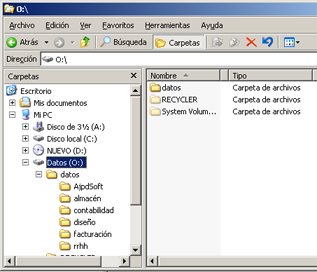 O:\
Archivo Edición Ver Favoritos Herramientas Ayuda
Atrás Búsqueda Carpetas
Dirección O:\
Carpetas
Escritorio
Mis documentos
Mi PC
Disco de 3½ (A:)
Disco local (C:)
NUEVO (D:)
Datos (O:)
datos
AjpdSoft
almacén
contabilidad
diseño
facturación
rrhh
Nombre Tipo
datos Carpeta de archivos
RECYCLER Carpeta de archivos
System Volum... Carpeta de archivos